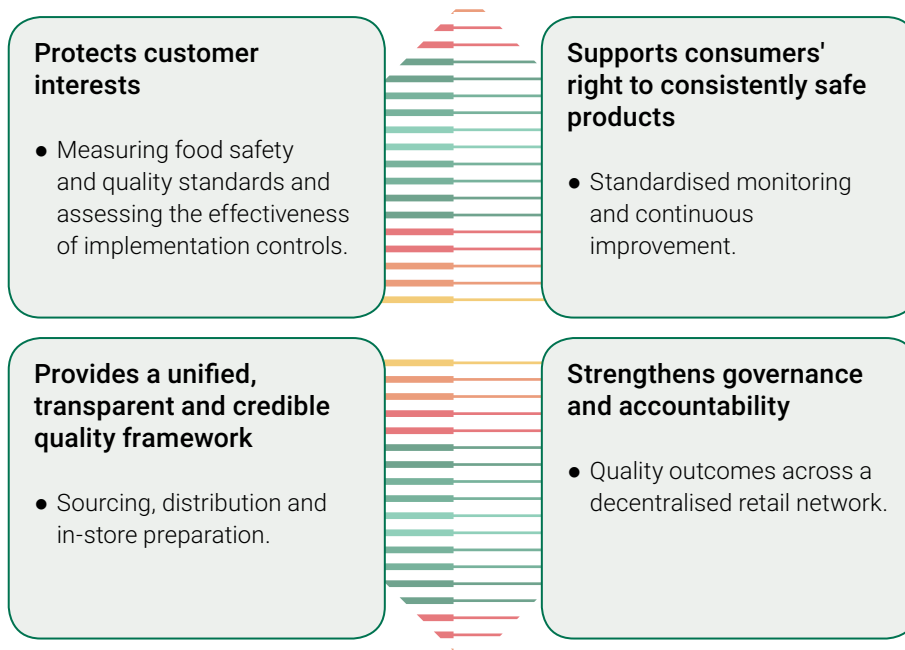 Protects customer
interests
● Measuring food safety
and quality standards and
assessing the effectiveness
of implementation controls.
Supports consumers'
right to consistently safe
products
● Standardised monitoring
and continuous
improvement.
Provides a unified,
transparent and credible
quality framework
● Sourcing, distribution and
in-store preparation.
Strengthens governance
and accountability
● Quality outcomes across a
decentralised retail network.